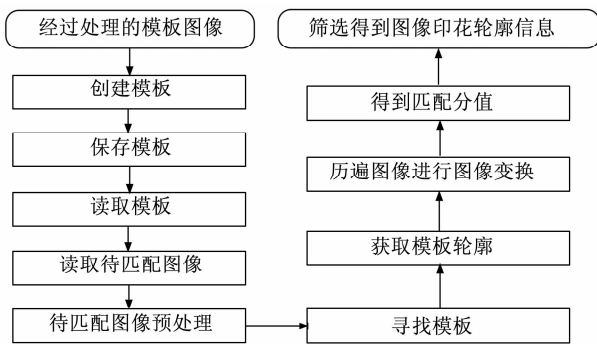 经过处理的模板图像
创建模板
保存模板
读取模板
读取待匹配图像
待匹配图像预处理
寻找模板
获取模板轮廓
历遍图像进行图像变换
得到匹配分值
筛选得到图像印花轮廓信息